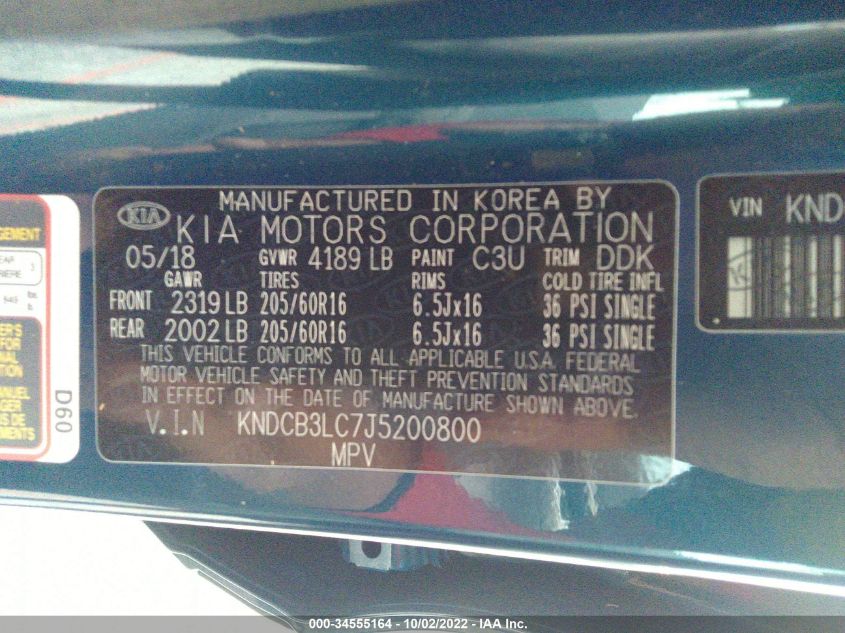 MANUFACTURED IN KOREA BY
KIA KIA MOTORS CORPORATION
05/18 GVWR 4189 LB PAINT C3U TRIM DDK
GAWR TIRES RIMS COLD TIRE INFL
FRONT 2319 LB 205/60R16 6.5Jx16 36 PSI SINGLE
REAR 2002 LB 205/60R16 6.5Jx16 36 PSI SINGLE
THIS VEHICLE CONFORMS TO ALL APPLICABLE U.S.A. FEDERAL
MOTOR VEHICLE SAFETY AND THEFT PREVENTION STANDARDS
IN EFFECT ON THE DATE OF MANUFACTURE SHOWN ABOVE.
V.I.N KNDCB3LC7J5200800
MPV
VIN KND
D60
000-34555164 - 10/02/2022 - IAA Inc.